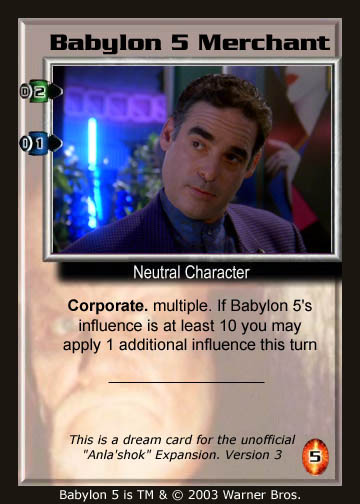 Babylon 5 Merchant
2
1
Neutral Character
Corporate. multiple. If Babylon 5's
influence is at least 10 you may
apply 1 additional influence this turn
This is a dream card for the unofficial
"Anla'shok" Expansion. Version 3
5
Babylon 5 is TM & © 2003 Warner Bros.